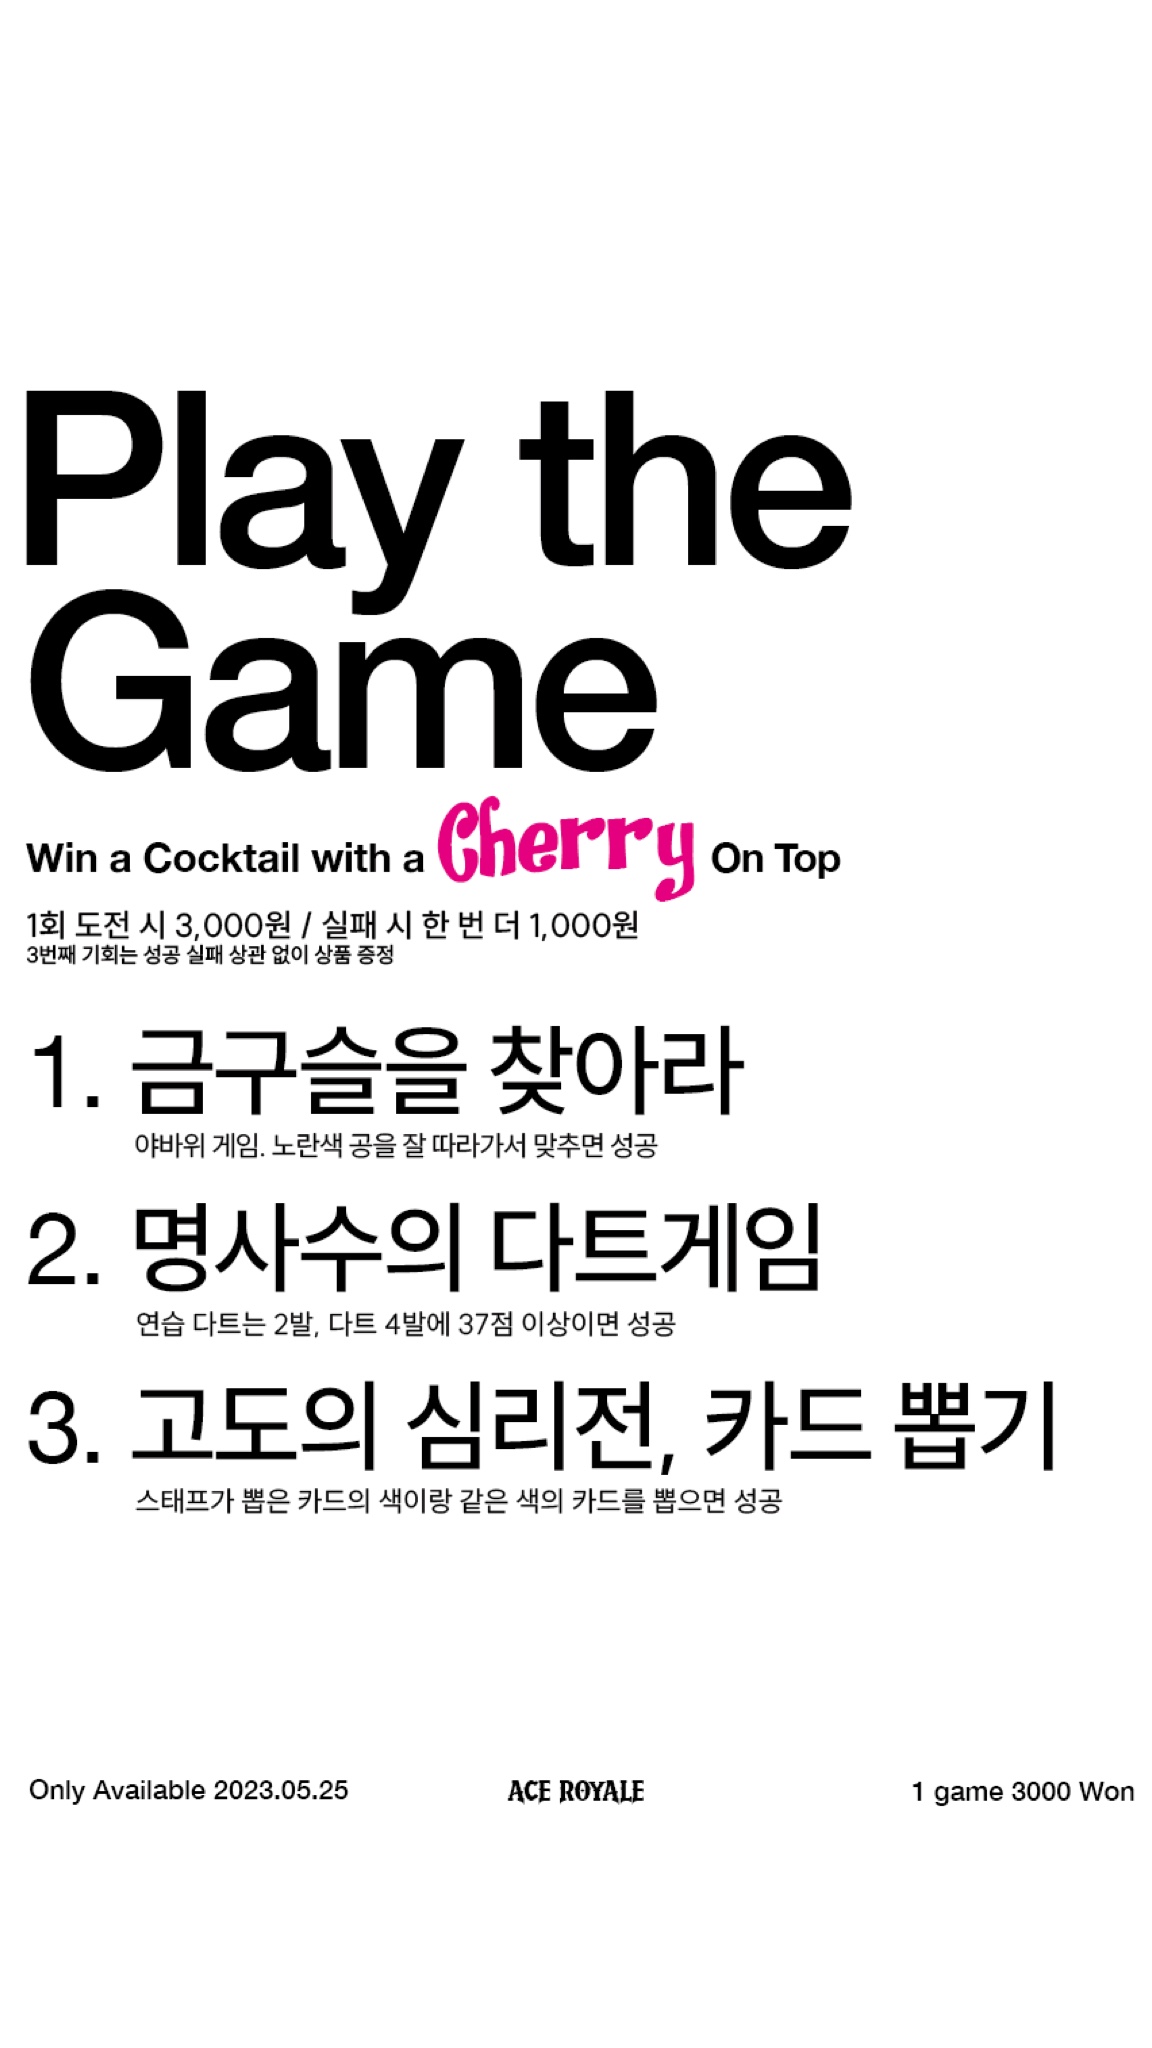 Play the
Game
Win a Cocktail with a Cherry On Top
1회 도전 시 3,000원 / 실패 시 한 번 더 1,000원
3번째 기회는 성공 실패 상관 없이 상품 증정
1. 금구슬을 찾아라
야바위 게임. 노란색 공을 잘 따라가서 맞추면 성공
2. 명사수의 다트게임
연습 다트는 2발, 다트 4발에 37점 이상이면 성공
3. 고도의 심리전, 카드 뽑기
스태프가 뽑은 카드의 색이랑 같은 색의 카드를 뽑으면 성공
Only Available 2023.05.25 ACE ROYALE 1 game 3000 Won